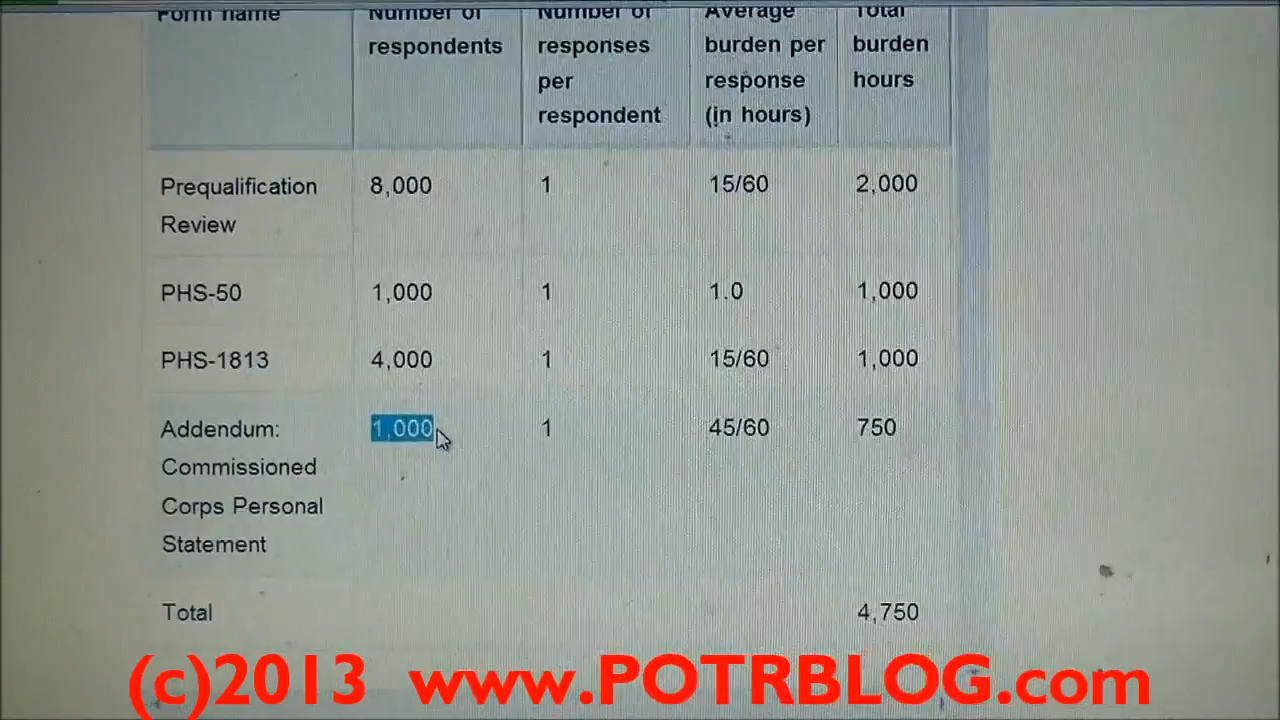 Form name Number of Number of Average Total
respondents responses burden per burden
per response hours
respondent (in hours)
Prequalification 8,000 1 15/60 2,000
Review
PHS-50 1,000 1 1.0 1,000
PHS-1813 4,000 1 15/60 1,000
Addendum: 1,000 1 45/60 750
Commissioned
Corps Personal
Statement
Total 4,750
(c)2013 www.POTRBLOG.com